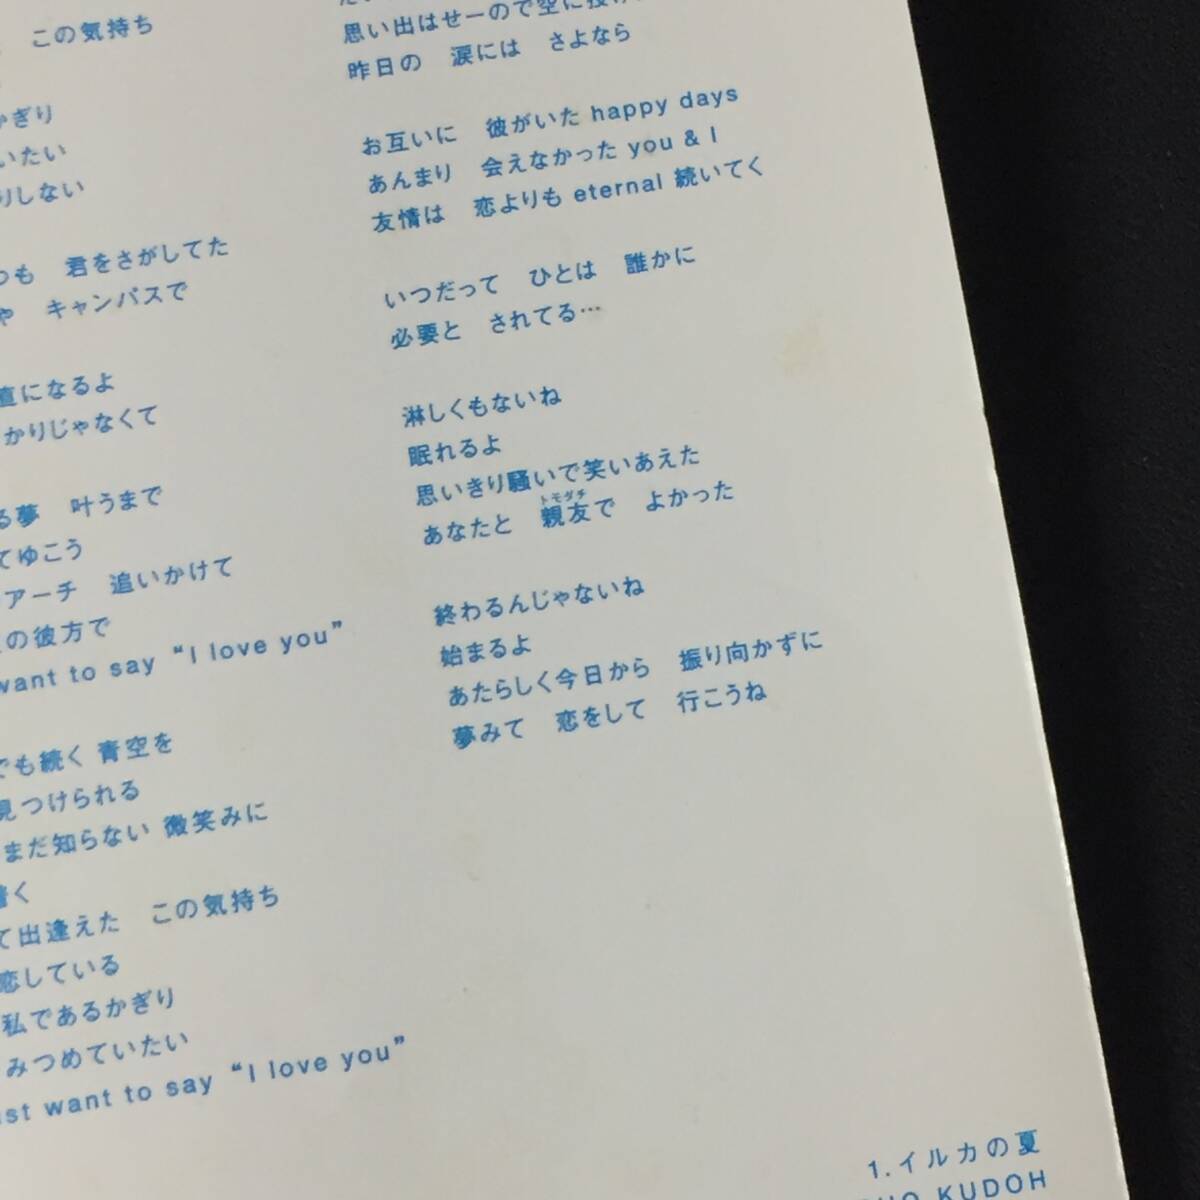 この気持ち
かぎり
いたい
りしない
つも　君をさがしてた
や　キャンパスで
直になるよ
かりじゃなくて
る夢　叶うまで
てゆこう
アーチ　追いかけて
の彼方で
want to say “I love you”
でも続く 青空を
見つけられる
まだ知らない 微笑みに
く
て出逢えた　この気持ち
恋している
私であるかぎり
みつめていたい
ust want to say “I love you”
思い出はせーので空に投げ
昨日の　涙には　さよなら
お互いに　彼がいた happy days
あんまり　会えなかった you & I
友情は　恋よりも eternal 続いてく
いつだって　ひとは　誰かに
必要と　されてる…
淋しくもないね
眠れるよ
思いきり騒いで笑いあえた
トモダチ
あなたと　親友で　よかった
終わるんじゃないね
始まるよ
あたらしく今日から　振り向かずに
夢みて　恋をして　行こうね
1.イルカの夏
KUDOH